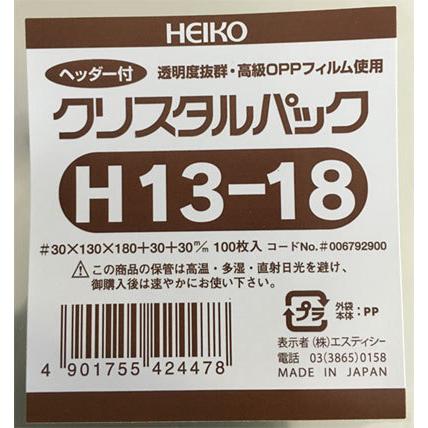 HEIKO
ヘッダー付 透明度抜群・高級OPPフィルム使用
クリスタルパック
H13-18
#30×130×180+30+30m/m 100枚入 コードNo.#006792900
この商品の保管は高温・多湿・直射日光を避け、
御購入後は速やかにお使い下さい。
プラ 外袋 本体:PP
4 901755 424478
表示者 (株)エスティシー
電話 03(3865)0158
MADE IN JAPAN